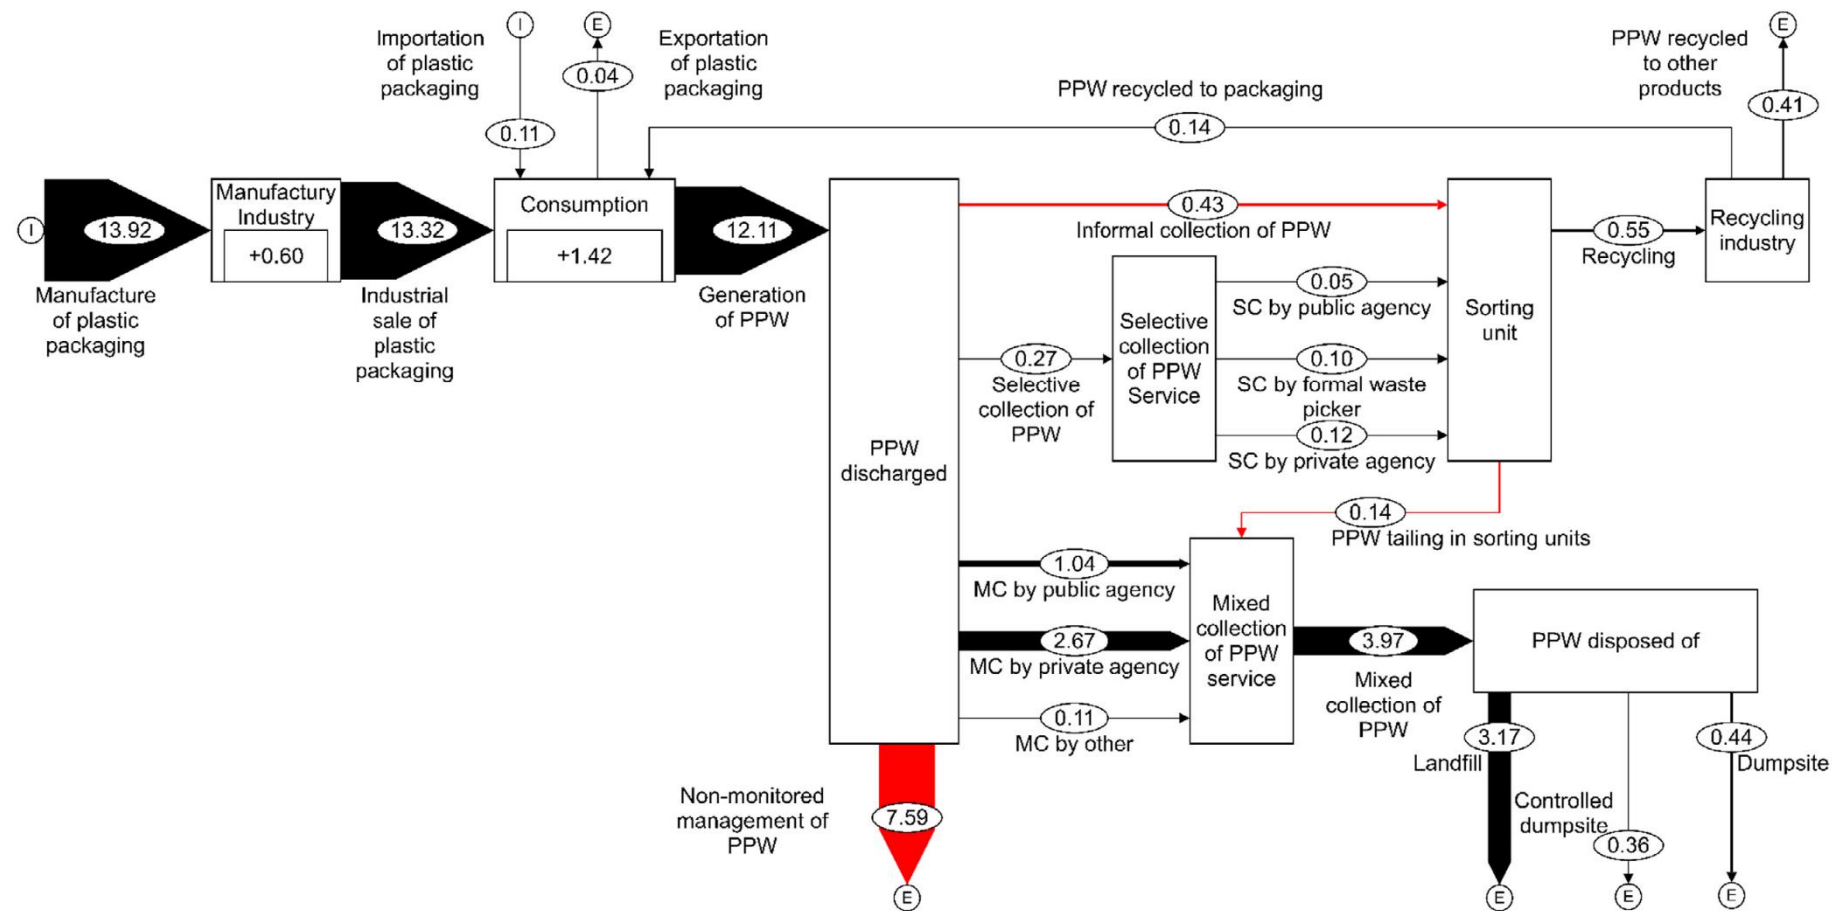 I
E
E
Importation
of plastic
packaging
0.04
Exportation
of plastic
packaging
PPW recycled
to other
products
0.11
PPW recycled to packaging
0.14
0.41
I
13.92
Manufactury
Industry
+0.60
13.32
Consumption
+1.42
12.11
Manufacture
of plastic
packaging
Industrial
sale of
plastic
packaging
Generation
of PPW
PPW
discharged
0.43
Informal collection of PPW
0.27
Selective
collection of
PPW
Selective
collection
of PPW
Service
0.05
SC by public agency
0.10
SC by formal waste
picker
0.12
SC by private agency
Sorting
unit
0.55
Recycling
Recycling
industry
0.14
PPW tailing in sorting units
1.04
MC by public agency
2.67
MC by private agency
0.11
MC by other
Mixed
collection
of PPW
service
3.97
Mixed
collection of
PPW
PPW disposed of
Non-monitored
management of
PPW
7.59
E
3.17
Landfill
Controlled
dumpsite
0.36
0.44
Dumpsite
E
E
E